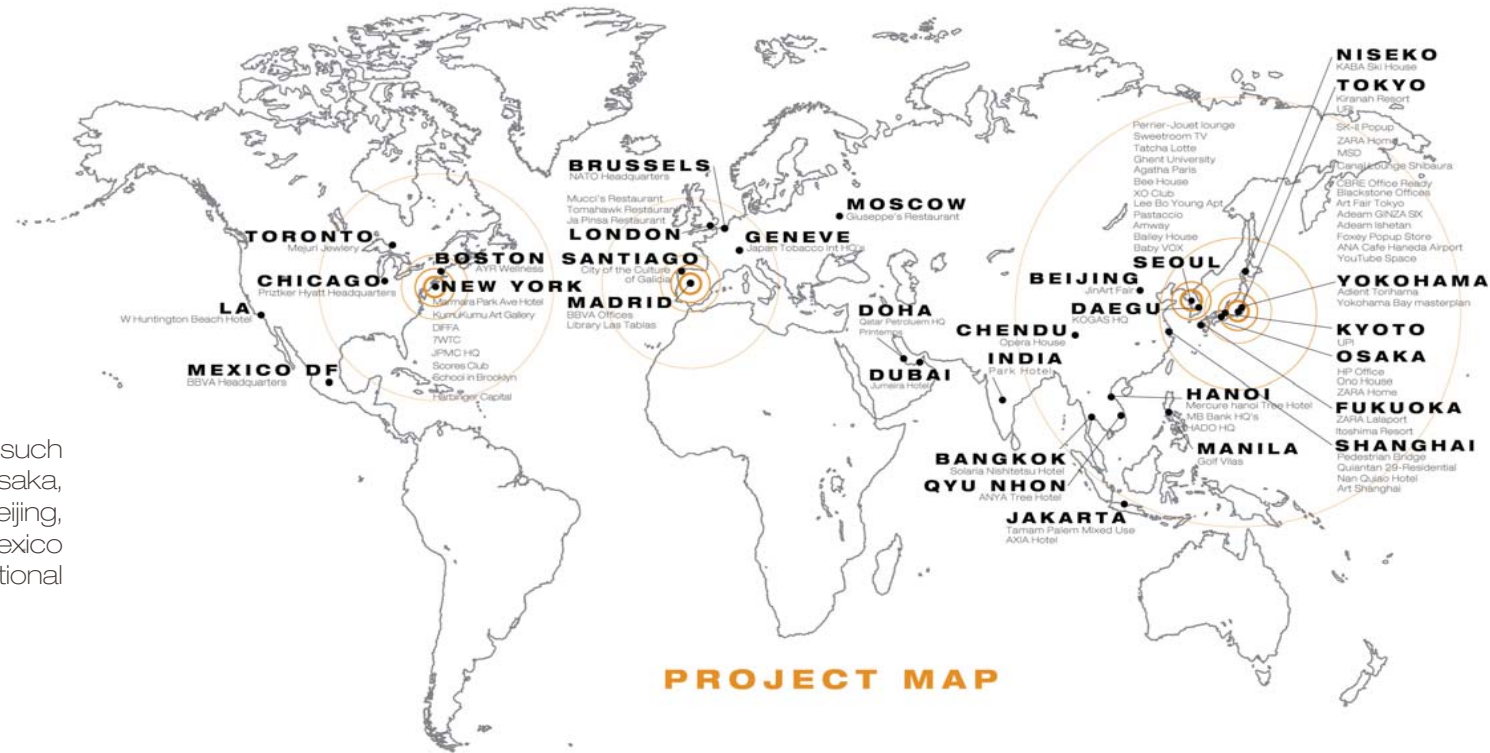 such
saka,
eijing,
exico
tional
TORONTO
Mejuri Jewlery
BOSTON
AYR Wellness
CHICAGO
Priztker Hyatt Headquarters
NEW YORK
Marmara Park Ave Hotel
KumuKumu Art Gallery
DIFFA
7WTC
JPMC HQ
Scores Club
School in Brooklyn
Harbinger Capital
LA
W Huntington Beach Hotel
MEXICO DF
BBVA Headquarters
BRUSSELS
NATO Headquarters
Mucci's Restaurant
Tomahawk Restaurant
Ja Pinsa Restaurant
LONDON
SANTIAGO
City of the Culture
of Galicia
MADRID
BBVA Offices
Library Las Tablas
MOSCOW
Giuseppe's Restaurant
GENEVE
Japan Tobacco Int HQ's
DOHA
Qatar Petroluem HQ
Printemps
DUBAI
Jumeira Hotel
Perrier-Jouet lounge
Sweetroom TV
Tatcha Lotte
Ghent University
Agatha Paris
Bee House
XO Club
Lee Bo Young Apt
Pastaccio
Amway
Bailey House
Baby VOX
SEOUL
BEIJING
JinArt Fair
DAEGU
KOGAS HQ
CHENDU
Opera House
INDIA
Park Hotel
HANOI
Mercure hanoi Tree Hotel
MB Bank HQ's
HADO HQ
BANGKOK
Solaria Nishitetsu Hotel
QYU NHON
ANYA Tree Hotel
MANILA
Golf Vilas
JAKARTA
Tamam Palem Mixed Use
AXIA Hotel
NISEKO
KABA Ski House
TOKYO
Kiranah Resort
UPI
SK-II Popup
ZARA Home
MSD
Canal Lounge Shibaura
CBRE Office Ready
Blackstone Offices
Art Fair Tokyo
Adeam GINZA SIX
Adeam Ishetan
Foxey Popup Store
ANA Cafe Haneda Airport
YouTube Space
YOKOHAMA
Adient Torihama
Yokohama Bay masterplan
KYOTO
UPI
OSAKA
HP Office
Ono House
ZARA Home
FUKUOKA
ZARA Lalaport
Itoshima Resort
SHANGHAI
Pedestrian Bridge
Quiantan 29-Residential
Nan Quiao Hotel
Art Shanghai
PROJECT MAP